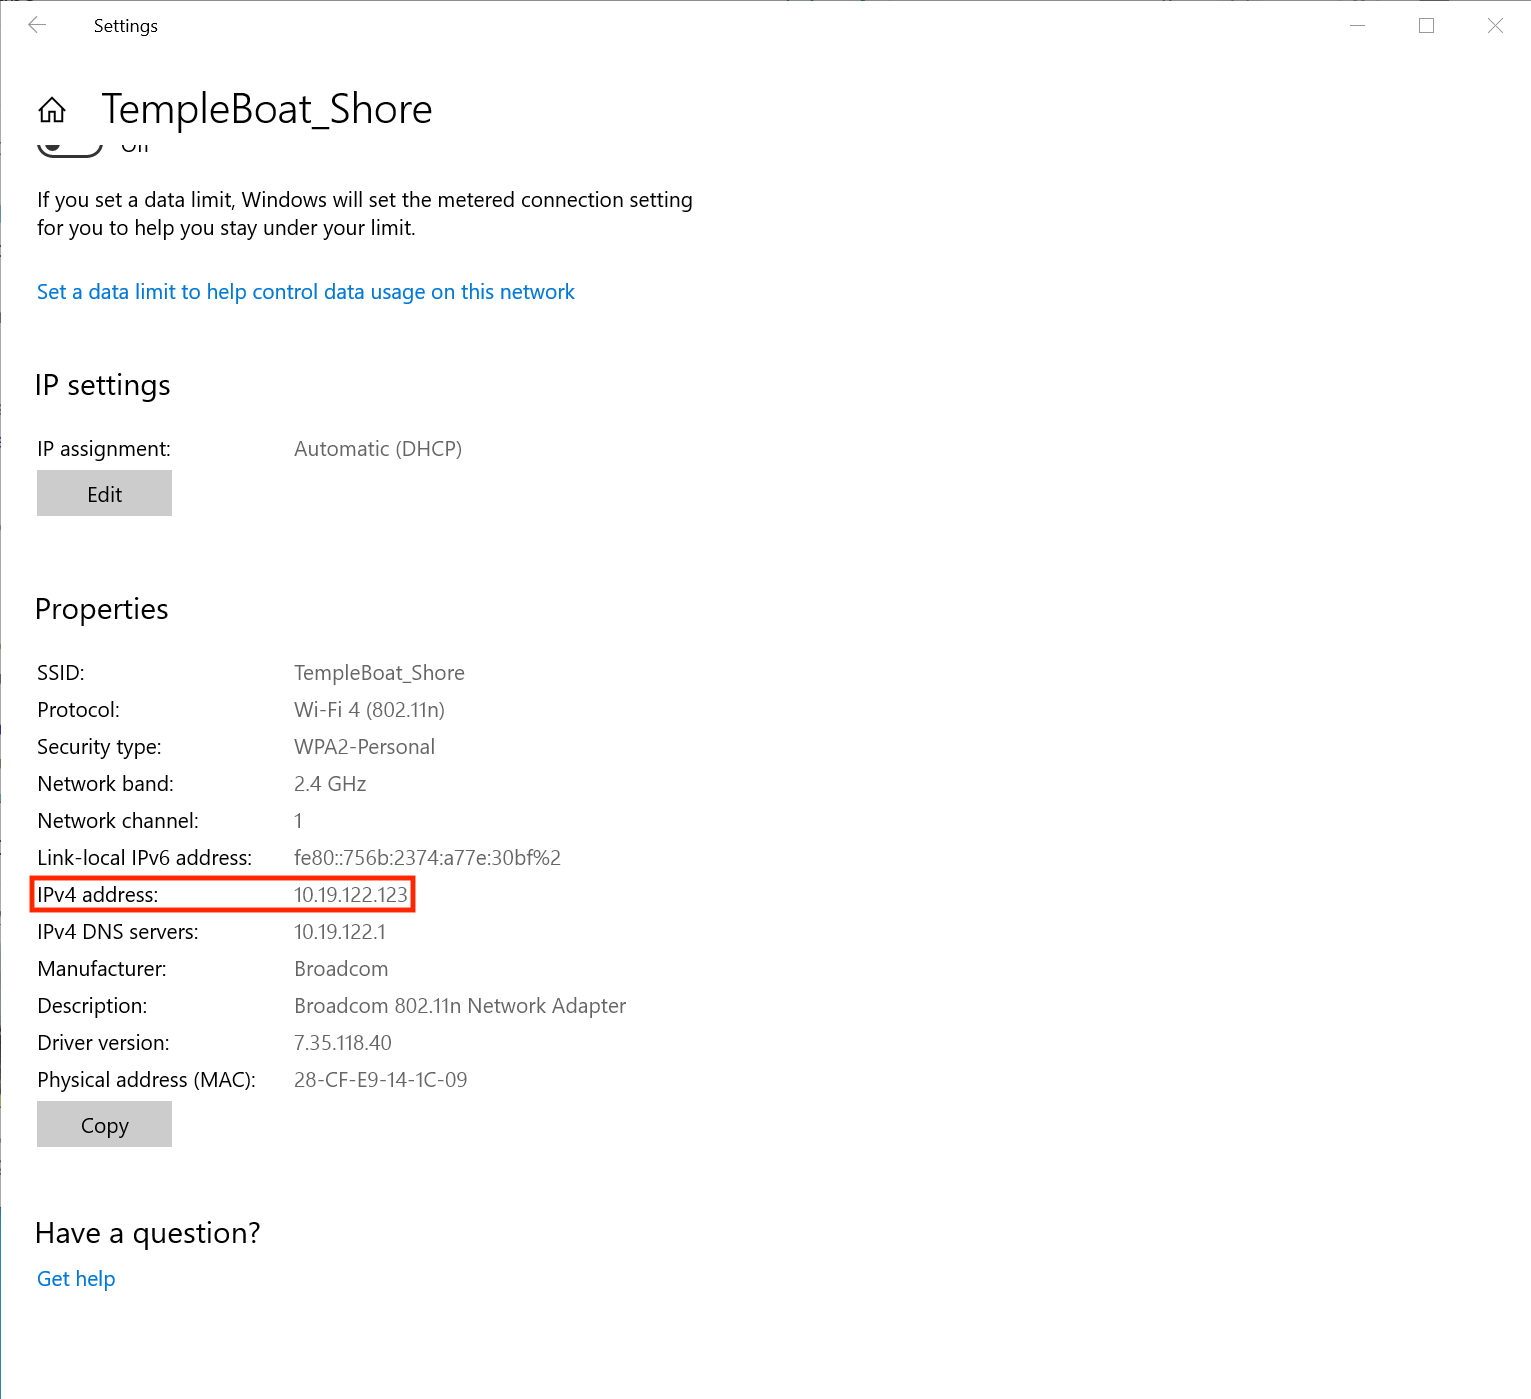 Settings
TempleBoat_Shore
Off
If you set a data limit, Windows will set the metered connection setting
for you to help you stay under your limit.
Set a data limit to help control data usage on this network
IP settings
IP assignment: Automatic (DHCP)
Edit
Properties
SSID: TempleBoat_Shore
Protocol: Wi-Fi 4 (802.11n)
Security type: WPA2-Personal
Network band: 2.4 GHz
Network channel: 1
Link-local IPv6 address: fe80::756b:2374:a77e:30bf%2
IPv4 address: 10.19.122.123
IPv4 DNS servers: 10.19.122.1
Manufacturer: Broadcom
Description: Broadcom 802.11n Network Adapter
Driver version: 7.35.118.40
Physical address (MAC): 28-CF-E9-14-1C-09
Copy
Have a question?
Get help